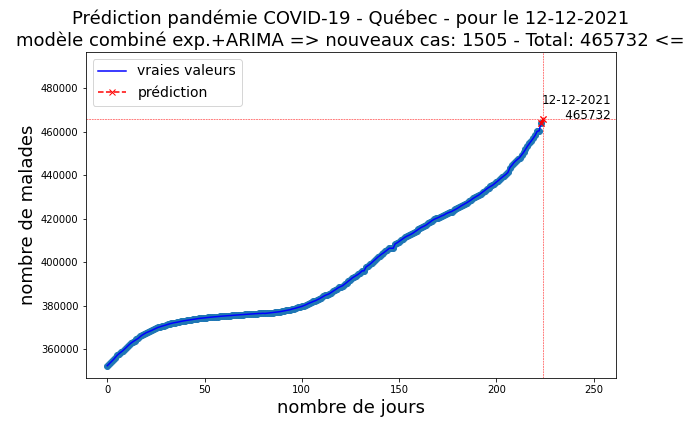 Prédiction pandémie COVID-19 - Québec - pour le 12-12-2021
modèle combiné exp.+ARIMA => nouveaux cas: 1505 - Total: 465732 <=
vraies valeurs
prédiction
12-12-2021
465732
nombre de malades
480000
460000
440000
420000
400000
380000
360000
0 50 100 150 200 250
nombre de jours